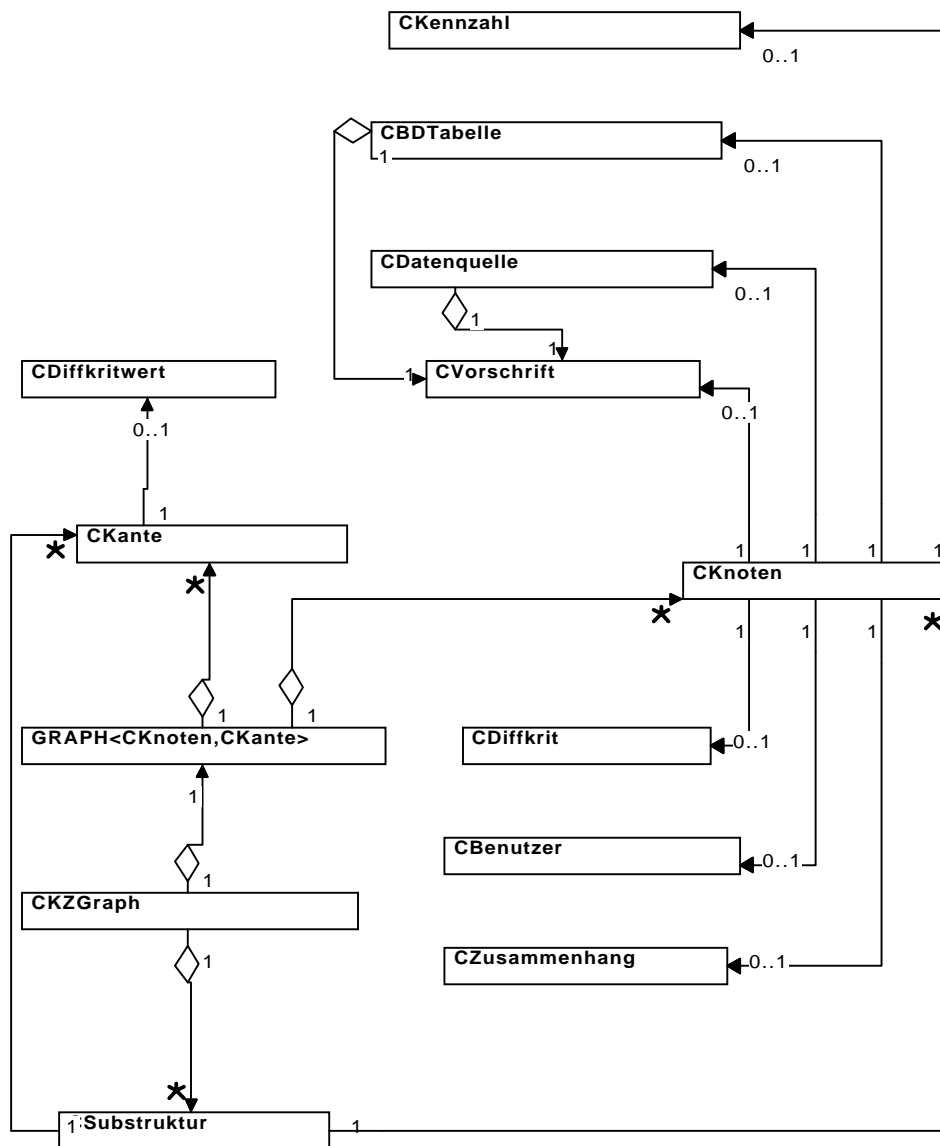 CKennzahl
0..1
CBDTabelle
1
0..1
CDatenquelle
0..1
1
1
CVorschrift
1
0..1
CDiffkritwert
0..1
1
CKante
*
*
1 1 1 1
CKnoten
*
*
1 1 1
1 1
GRAPH<CKnoten,CKante>
CDiffkrit
0..1
1
CBenutzer
0..1
1
CKZGraph
1
CZusammenhang
0..1
*
1
CSubstruktur
1